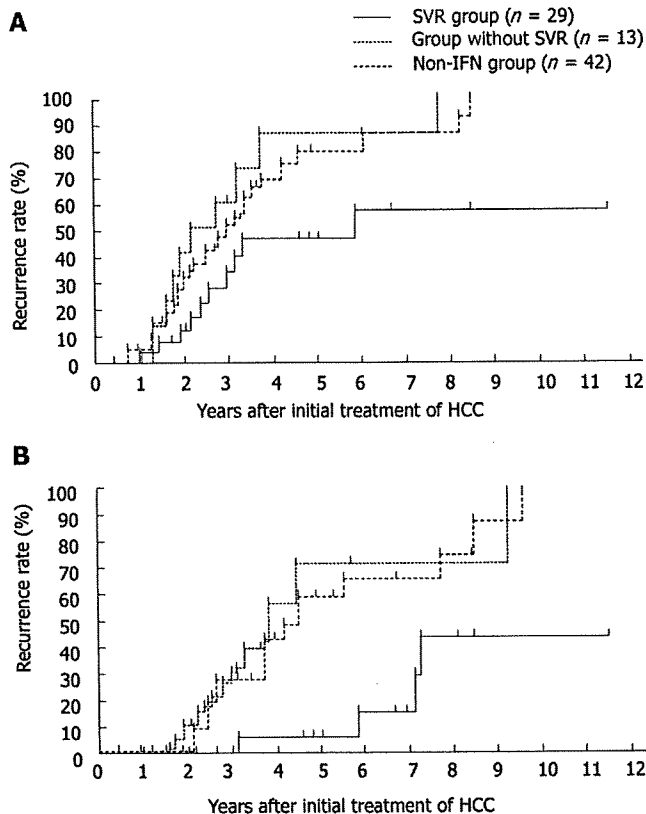 A
SVR group (n = 29)
Group without SVR (n = 13)
Non-IFN group (n = 42)
Recurrence rate (%)
100
90
80
70
60
50
40
30
20
10
0
0 1 2 3 4 5 6 7 8 9 10 11 12
Years after initial treatment of HCC
B
Recurrence rate (%)
100
90
80
70
60
50
40
30
20
10
0
0 1 2 3 4 5 6 7 8 9 10 11 12
Years after initial treatment of HCC